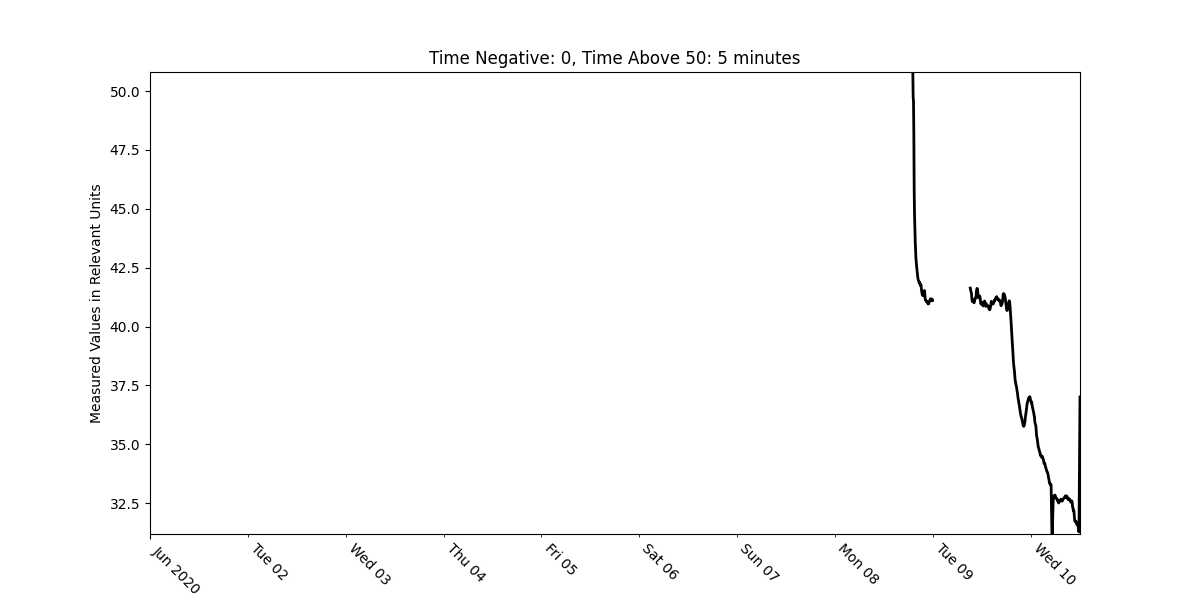 Time Negative: 0, Time Above 50: 5 minutes
Measured Values in Relevant Units
50.0
47.5
45.0
42.5
40.0
37.5
35.0
32.5
Jun 2020
Tue 02
Wed 03
Thu 04
Fri 05
Sat 06
Sun 07
Mon 08
Tue 09
Wed 10